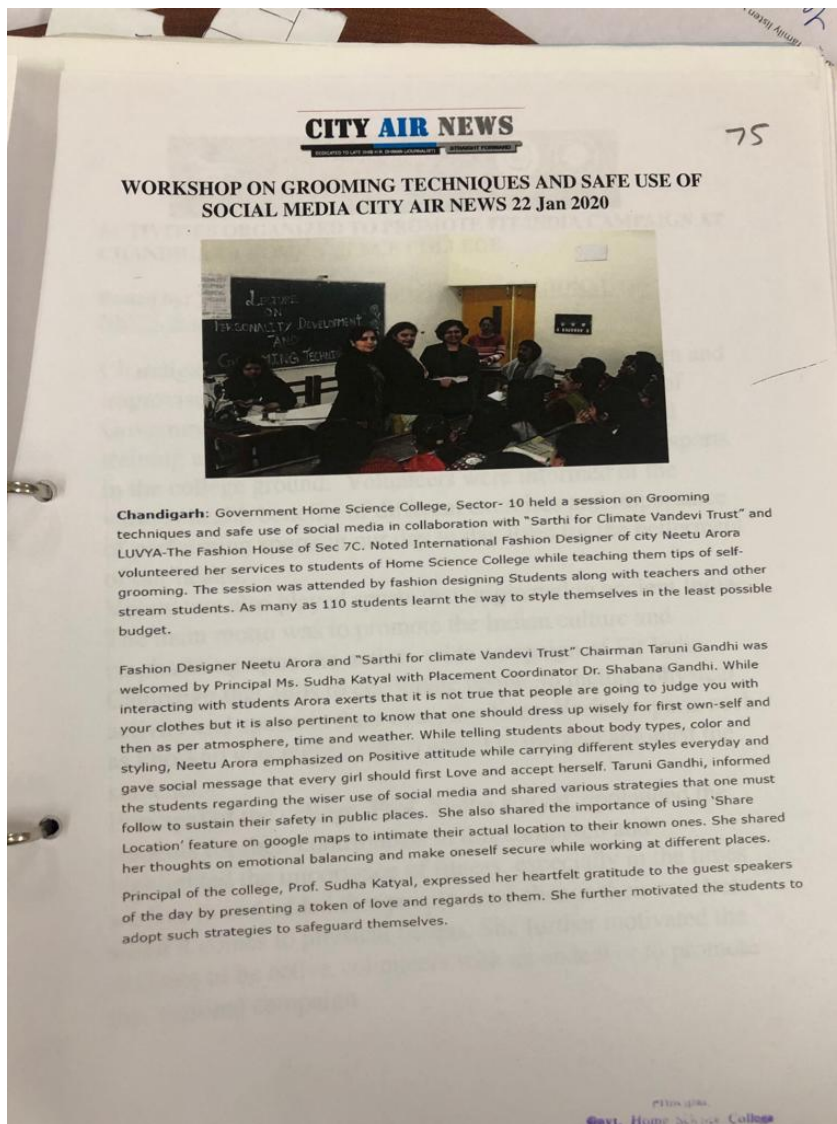 family listen
CITY AIR NEWS
STRAIGHT FORWARD
75
WORKSHOP ON GROOMING TECHNIQUES AND SAFE USE OF
SOCIAL MEDIA CITY AIR NEWS 22 Jan 2020
LECTURE
ON
PERSONALITY DEVELOPMENT
AND
GROOMING TECHNI
Chandigarh: Government Home Science College, Sector- 10 held a session on Grooming
techniques and safe use of social media in collaboration with “Sarthi for Climate Vandevi Trust” and
LUVYA-The Fashion House of Sec 7C. Noted International Fashion Designer of city Neetu Arora
volunteered her services to students of Home Science College while teaching them tips of self-
grooming. The session was attended by fashion designing Students along with teachers and other
stream students. As many as 110 students learnt the way to style themselves in the least possible
budget.
Fashion Designer Neetu Arora and “Sarthi for climate Vandevi Trust” Chairman Taruni Gandhi was
welcomed by Principal Ms. Sudha Katyal with Placement Coordinator Dr. Shabana Gandhi. While
interacting with students Arora exerts that it is not true that people are going to judge you with
your clothes but it is also pertinent to know that one should dress up wisely for first own-self and
then as per atmosphere, time and weather. While telling students about body types, color and
styling, Neetu Arora emphasized on Positive attitude while carrying different styles everyday and
gave social message that every girl should first Love and accept herself. Taruni Gandhi, informed
the students regarding the wiser use of social media and shared various strategies that one must
follow to sustain their safety in public places. She also shared the importance of using ‘Share
Location’ feature on google maps to intimate their actual location to their known ones. She shared
her thoughts on emotional balancing and make oneself secure while working at different places.
Principal of the college, Prof. Sudha Katyal, expressed her heartfelt gratitude to the guest speakers
of the day by presenting a token of love and regards to them. She further motivated the students to
adopt such strategies to safeguard themselves.
Principal
Govt. Home Science College